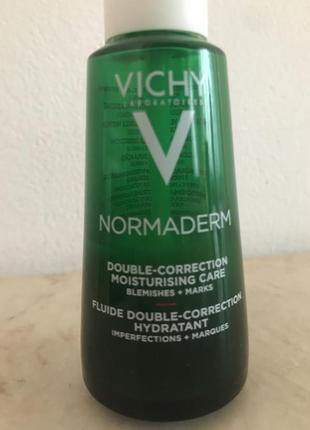 VICHY
LABORATOIRES
NORMADERM
DOUBLE-CORRECTION
MOISTURISING CARE
BLEMISHES + MARKS
FLUIDE DOUBLE-CORRECTION
HYDRATANT
IMPERFECTIONS + MARQUES